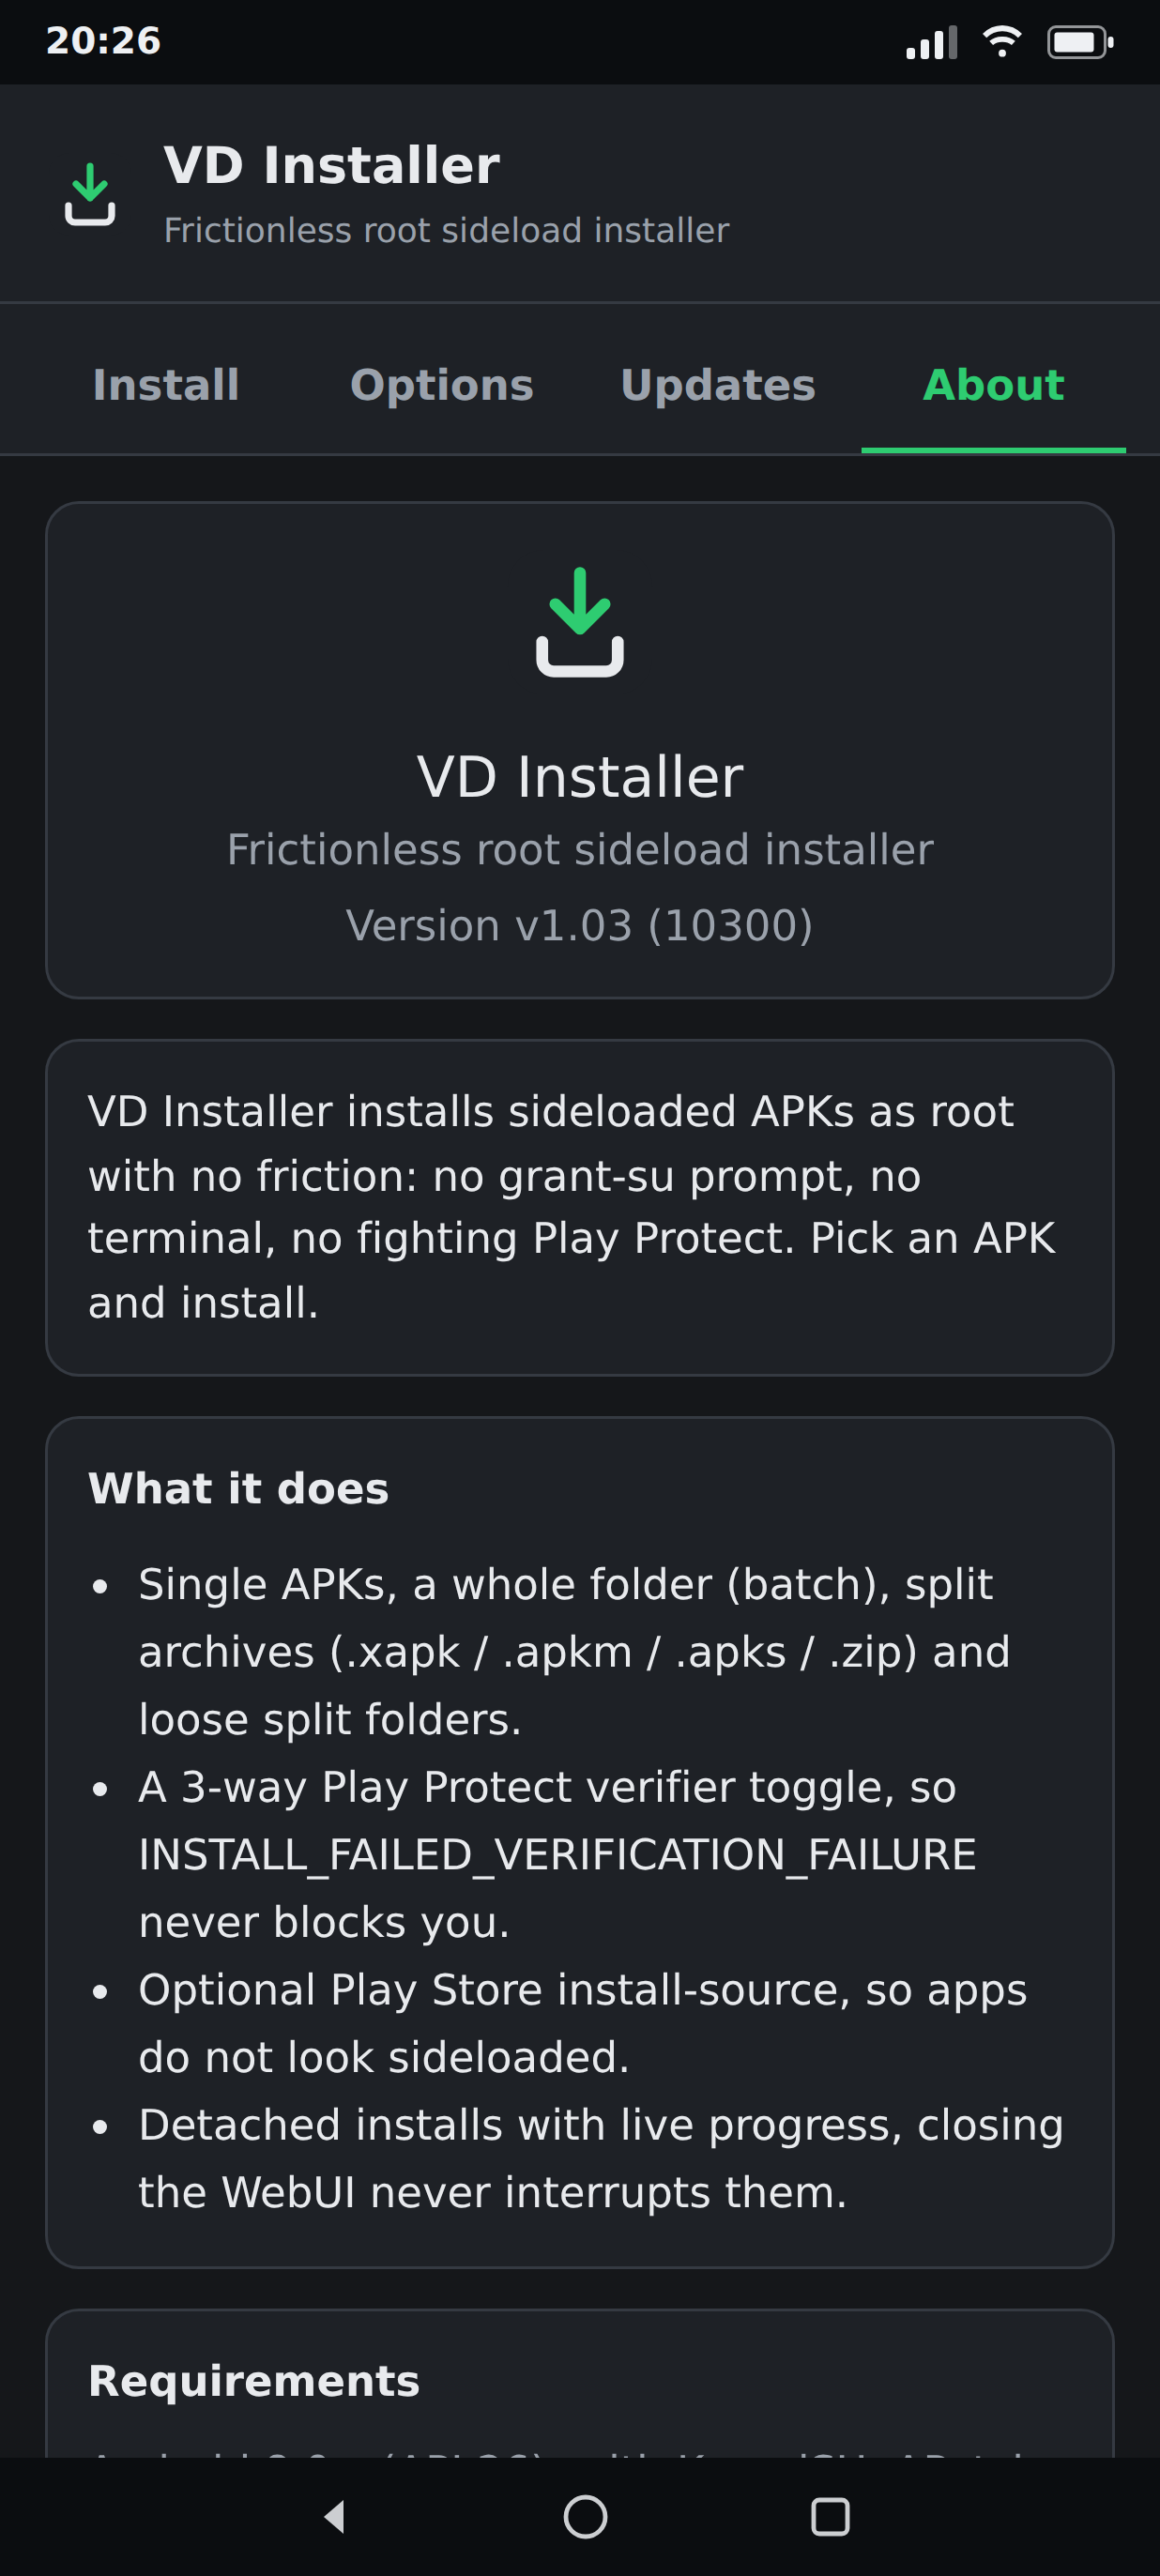 20:26
VD Installer
Frictionless root sideload installer
Install Options Updates About
VD Installer
Frictionless root sideload installer
Version v1.03 (10300)
VD Installer installs sideloaded APKs as root
with no friction: no grant-su prompt, no
terminal, no fighting Play Protect. Pick an APK
and install.
What it does
• Single APKs, a whole folder (batch), split
archives (.xapk / .apkm / .apks / .zip) and
loose split folders.
• A 3-way Play Protect verifier toggle, so
INSTALL_FAILED_VERIFICATION_FAILURE
never blocks you.
• Optional Play Store install-source, so apps
do not look sideloaded.
• Detached installs with live progress, closing
the WebUI never interrupts them.
Requirements